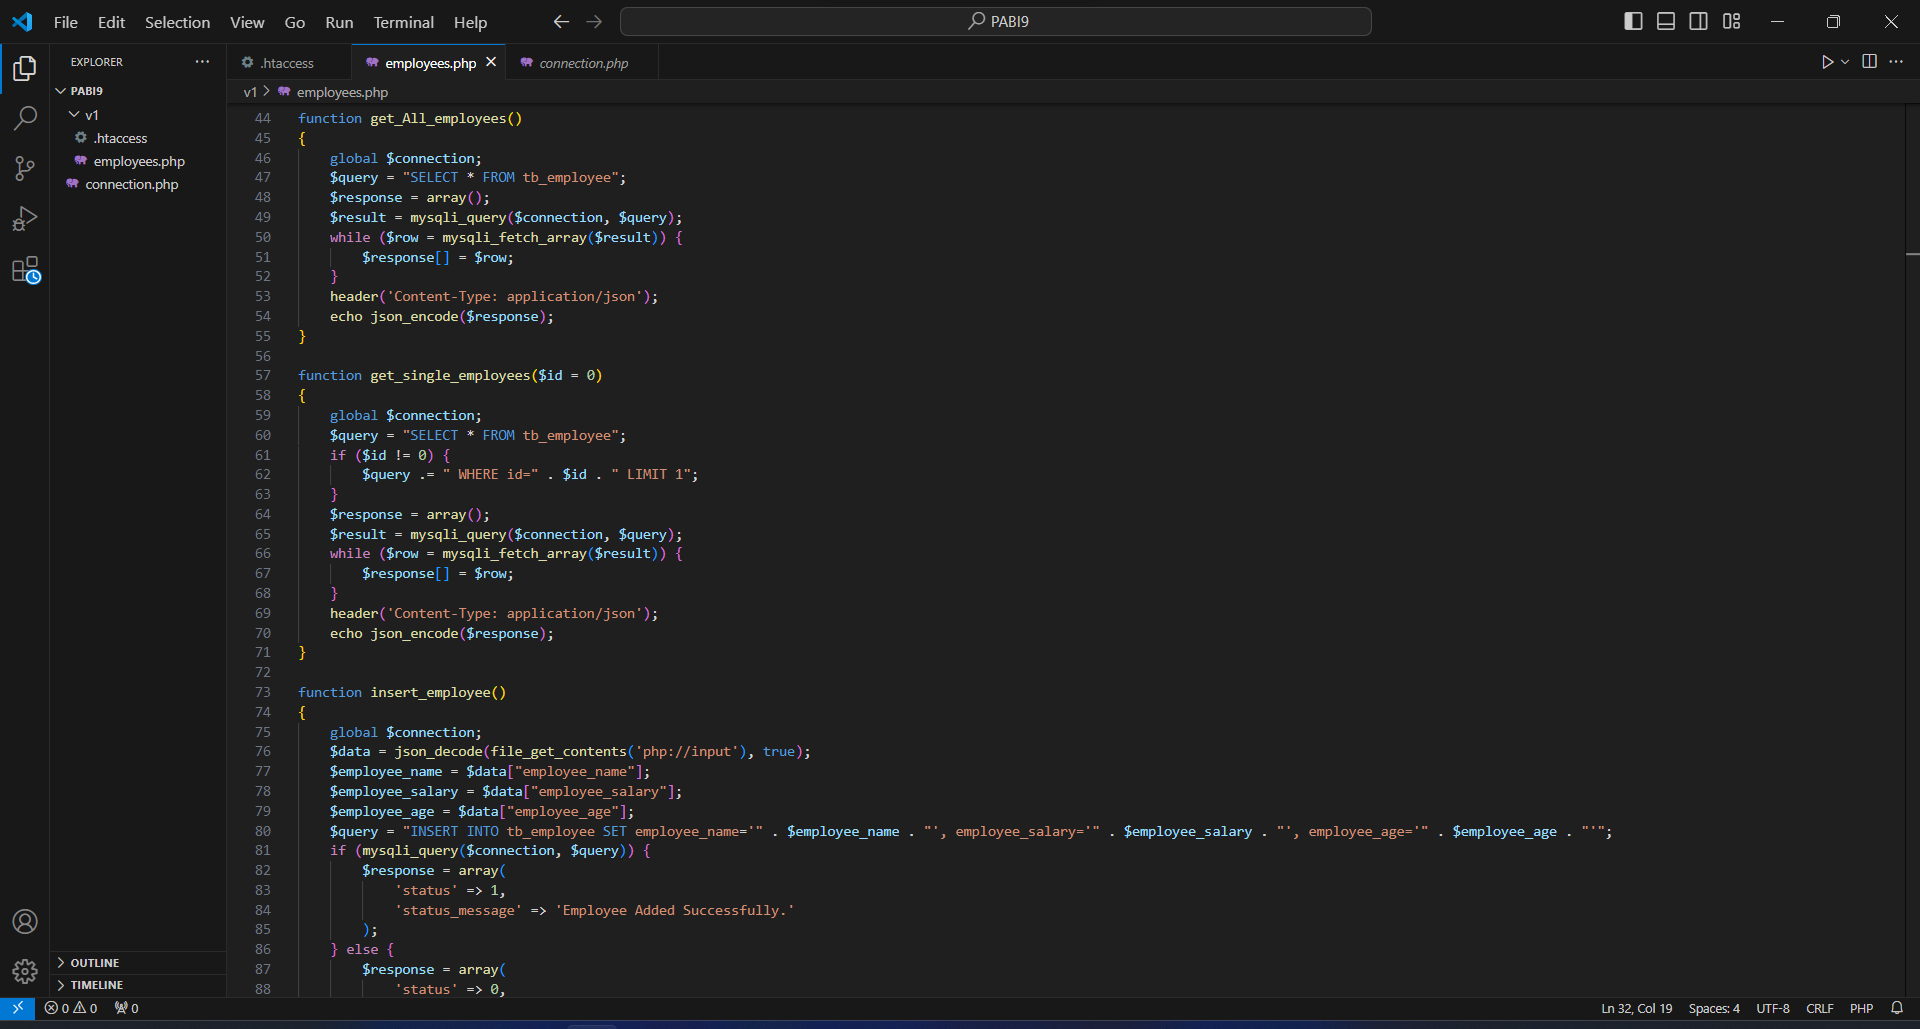 File Edit Selection View Go Run Terminal Help
PABI9
EXPLORER
.htaccess
employees.php
connection.php
PABI9
v1
.htaccess
employees.php
connection.php
v1 > employees.php
44 function get_All_employees()
45 {
46 global $connection;
47 $query = "SELECT * FROM tb_employee";
48 $response = array();
49 $result = mysqli_query($connection, $query);
50 while ($row = mysqli_fetch_array($result)) {
51 $response[] = $row;
52 }
53 header('Content-Type: application/json');
54 echo json_encode($response);
55 }
56
57 function get_single_employees($id = 0)
58 {
59 global $connection;
60 $query = "SELECT * FROM tb_employee";
61 if ($id != 0) {
62 $query .= " WHERE id=" . $id . " LIMIT 1";
63 }
64 $response = array();
65 $result = mysqli_query($connection, $query);
66 while ($row = mysqli_fetch_array($result)) {
67 $response[] = $row;
68 }
69 header('Content-Type: application/json');
70 echo json_encode($response);
71 }
72
73 function insert_employee()
74 {
75 global $connection;
76 $data = json_decode(file_get_contents('php://input'), true);
77 $employee_name = $data["employee_name"];
78 $employee_salary = $data["employee_salary"];
79 $employee_age = $data["employee_age"];
80 $query = "INSERT INTO tb_employee SET employee_name='" . $employee_name . "', employee_salary='" . $employee_salary . "', employee_age='" . $employee_age . "'";
81 if (mysqli_query($connection, $query)) {
82 $response = array(
83 'status' => 1,
84 'status_message' => 'Employee Added Successfully.'
85 );
86 } else {
87 $response = array(
88 'status' => 0,
OUTLINE
TIMELINE
0 0 0
Ln 32, Col 19 Spaces: 4 UTF-8 CRLF PHP